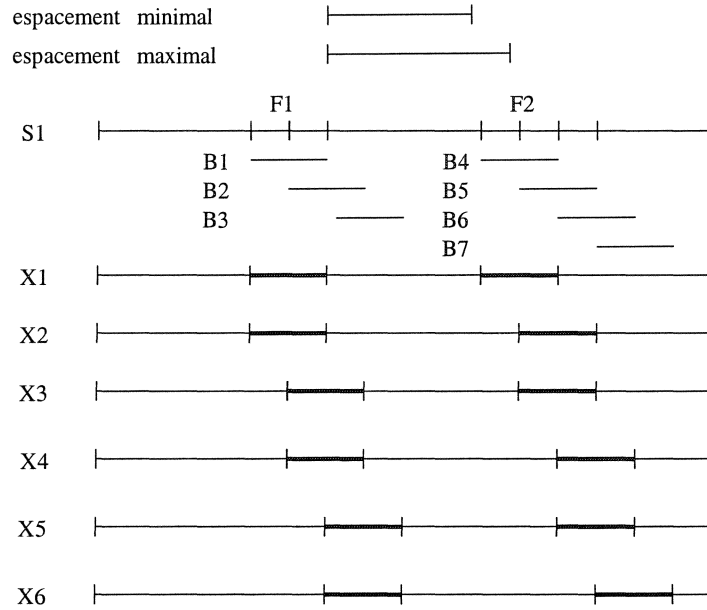 espacement minimal
espacement maximal
F1 F2
S1
B1 B4
B2 B5
B3 B6
B7
X1
X2
X3
X4
X5
X6